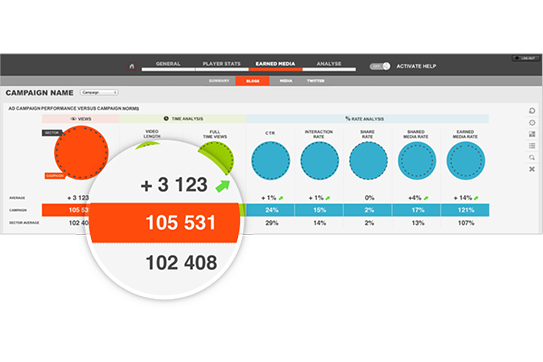 LOG OUT
GENERAL PLAYER STATS EARNED MEDIA ANALYSE OFF ACTIVATE HELP
SUMMARY BLOGS MEDIA TWITTER
CAMPAIGN NAME Campaign
AD CAMPAIGN PERFORMANCE VERSUS CAMPAIGN NORMS
VIEWS TIME ANALYSIS % RATE ANALYSIS
SECTOR VIDEO LENGTH FULL TIME VIEWS CTR INTERACTION RATE SHARE RATE SHARED MEDIA RATE EARNED MEDIA RATE
CAMPAIGN
AVERAGE + 3 123 + 1% + 1% 0% +4% + 14%
CAMPAIGN 105 531 24% 15% 2% 17% 121%
SECTOR AVERAGE 102 408 29% 14% 2% 13% 107%
+ 3 123
105 531
102 408